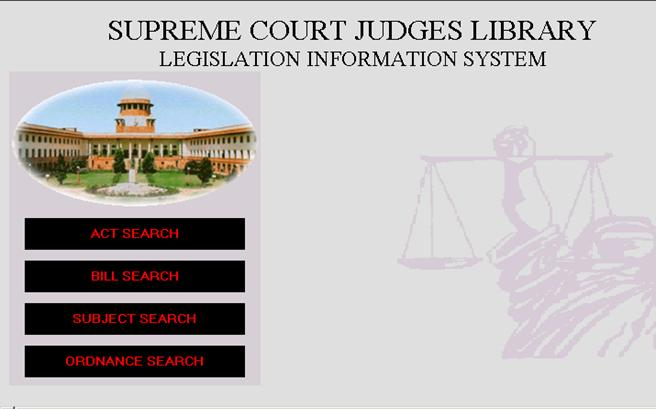 SUPREME COURT JUDGES LIBRARY
LEGISLATION INFORMATION SYSTEM
ACT SEARCH
BILL SEARCH
SUBJECT SEARCH
ORDNANCE SEARCH